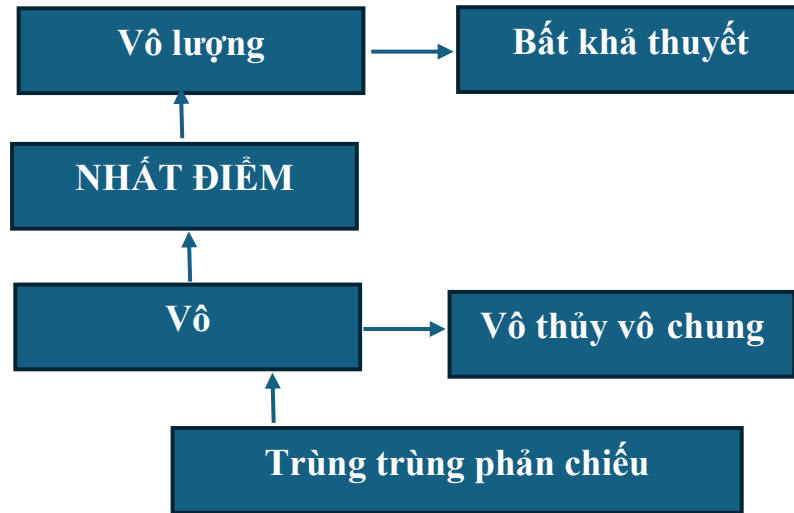 Vô lượng
Bất khả thuyết
NHẤT ĐIỂM
Vô
Vô thủy vô chung
Trùng trùng phản chiếu